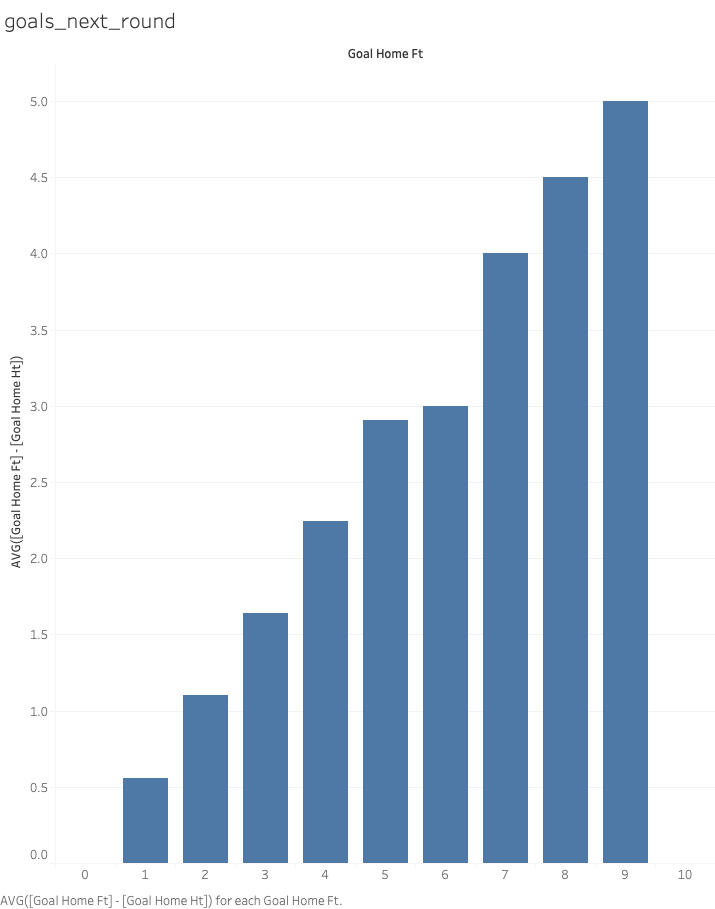 goals_next_round
Goal Home Ft
AVG([Goal Home Ft] - [Goal Home Ht])
5.0
4.5
4.0
3.5
3.0
2.5
2.0
1.5
1.0
0.5
0.0
0 1 2 3 4 5 6 7 8 9 10
AVG([Goal Home Ft] - [Goal Home Ht]) for each Goal Home Ft.